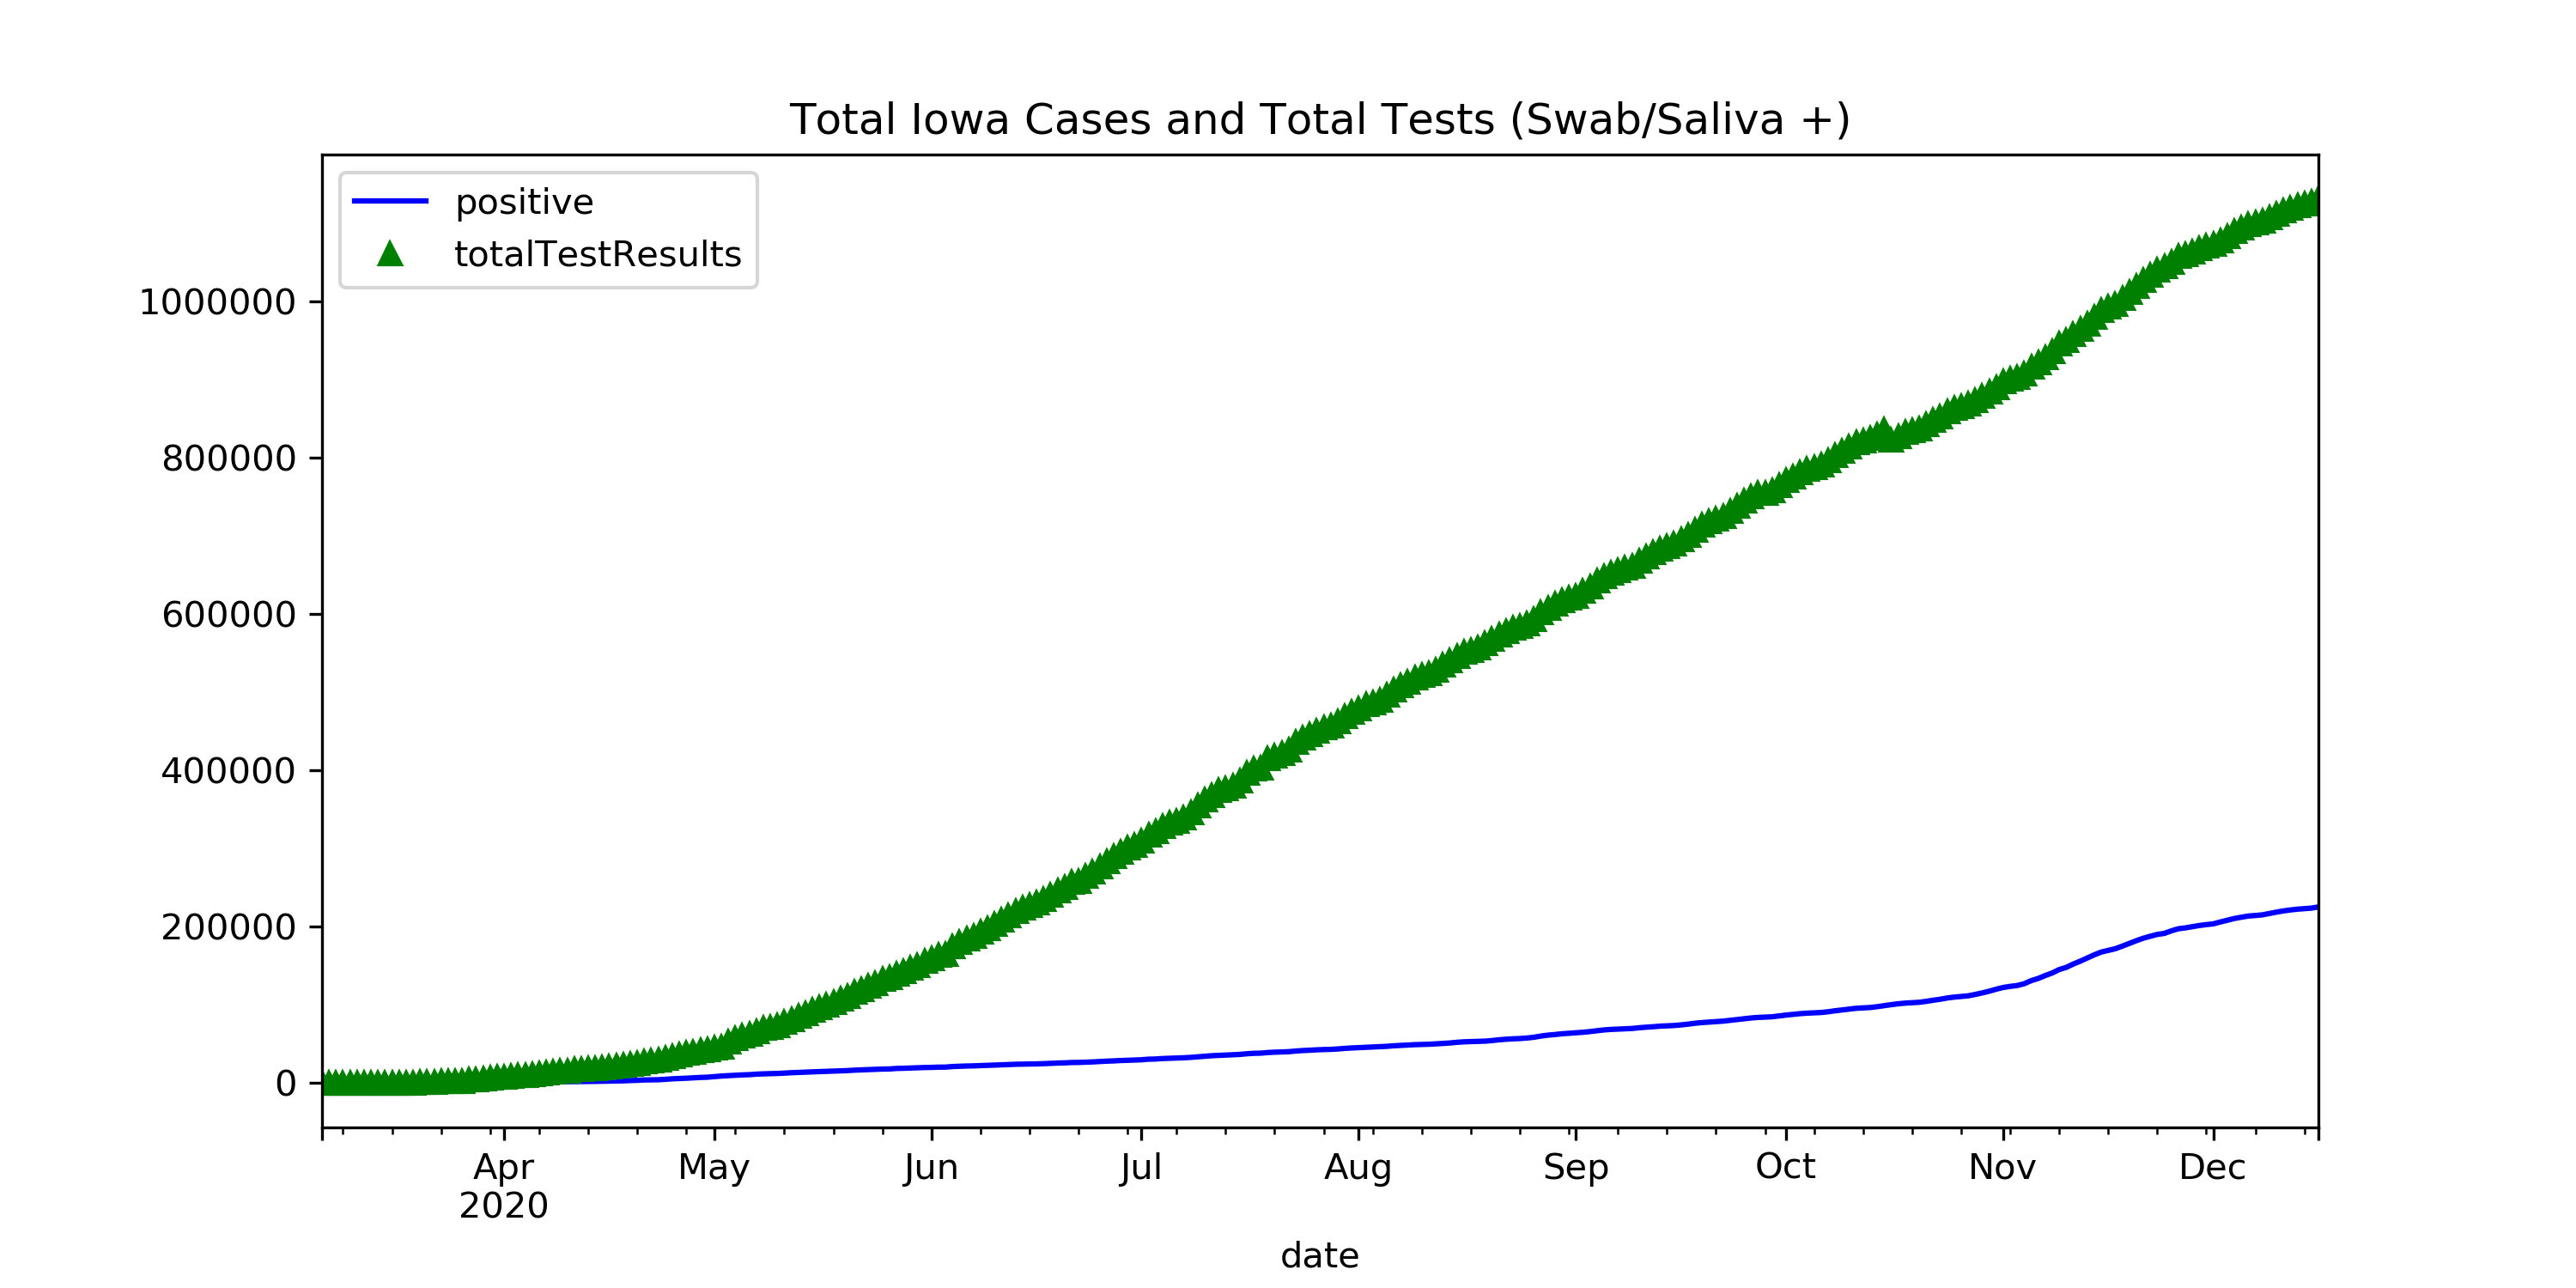 Total Iowa Cases and Total Tests (Swab/Saliva +)
positive
totalTestResults
1000000
800000
600000
400000
200000
0
Apr May Jun Jul Aug Sep Oct Nov Dec
2020
date